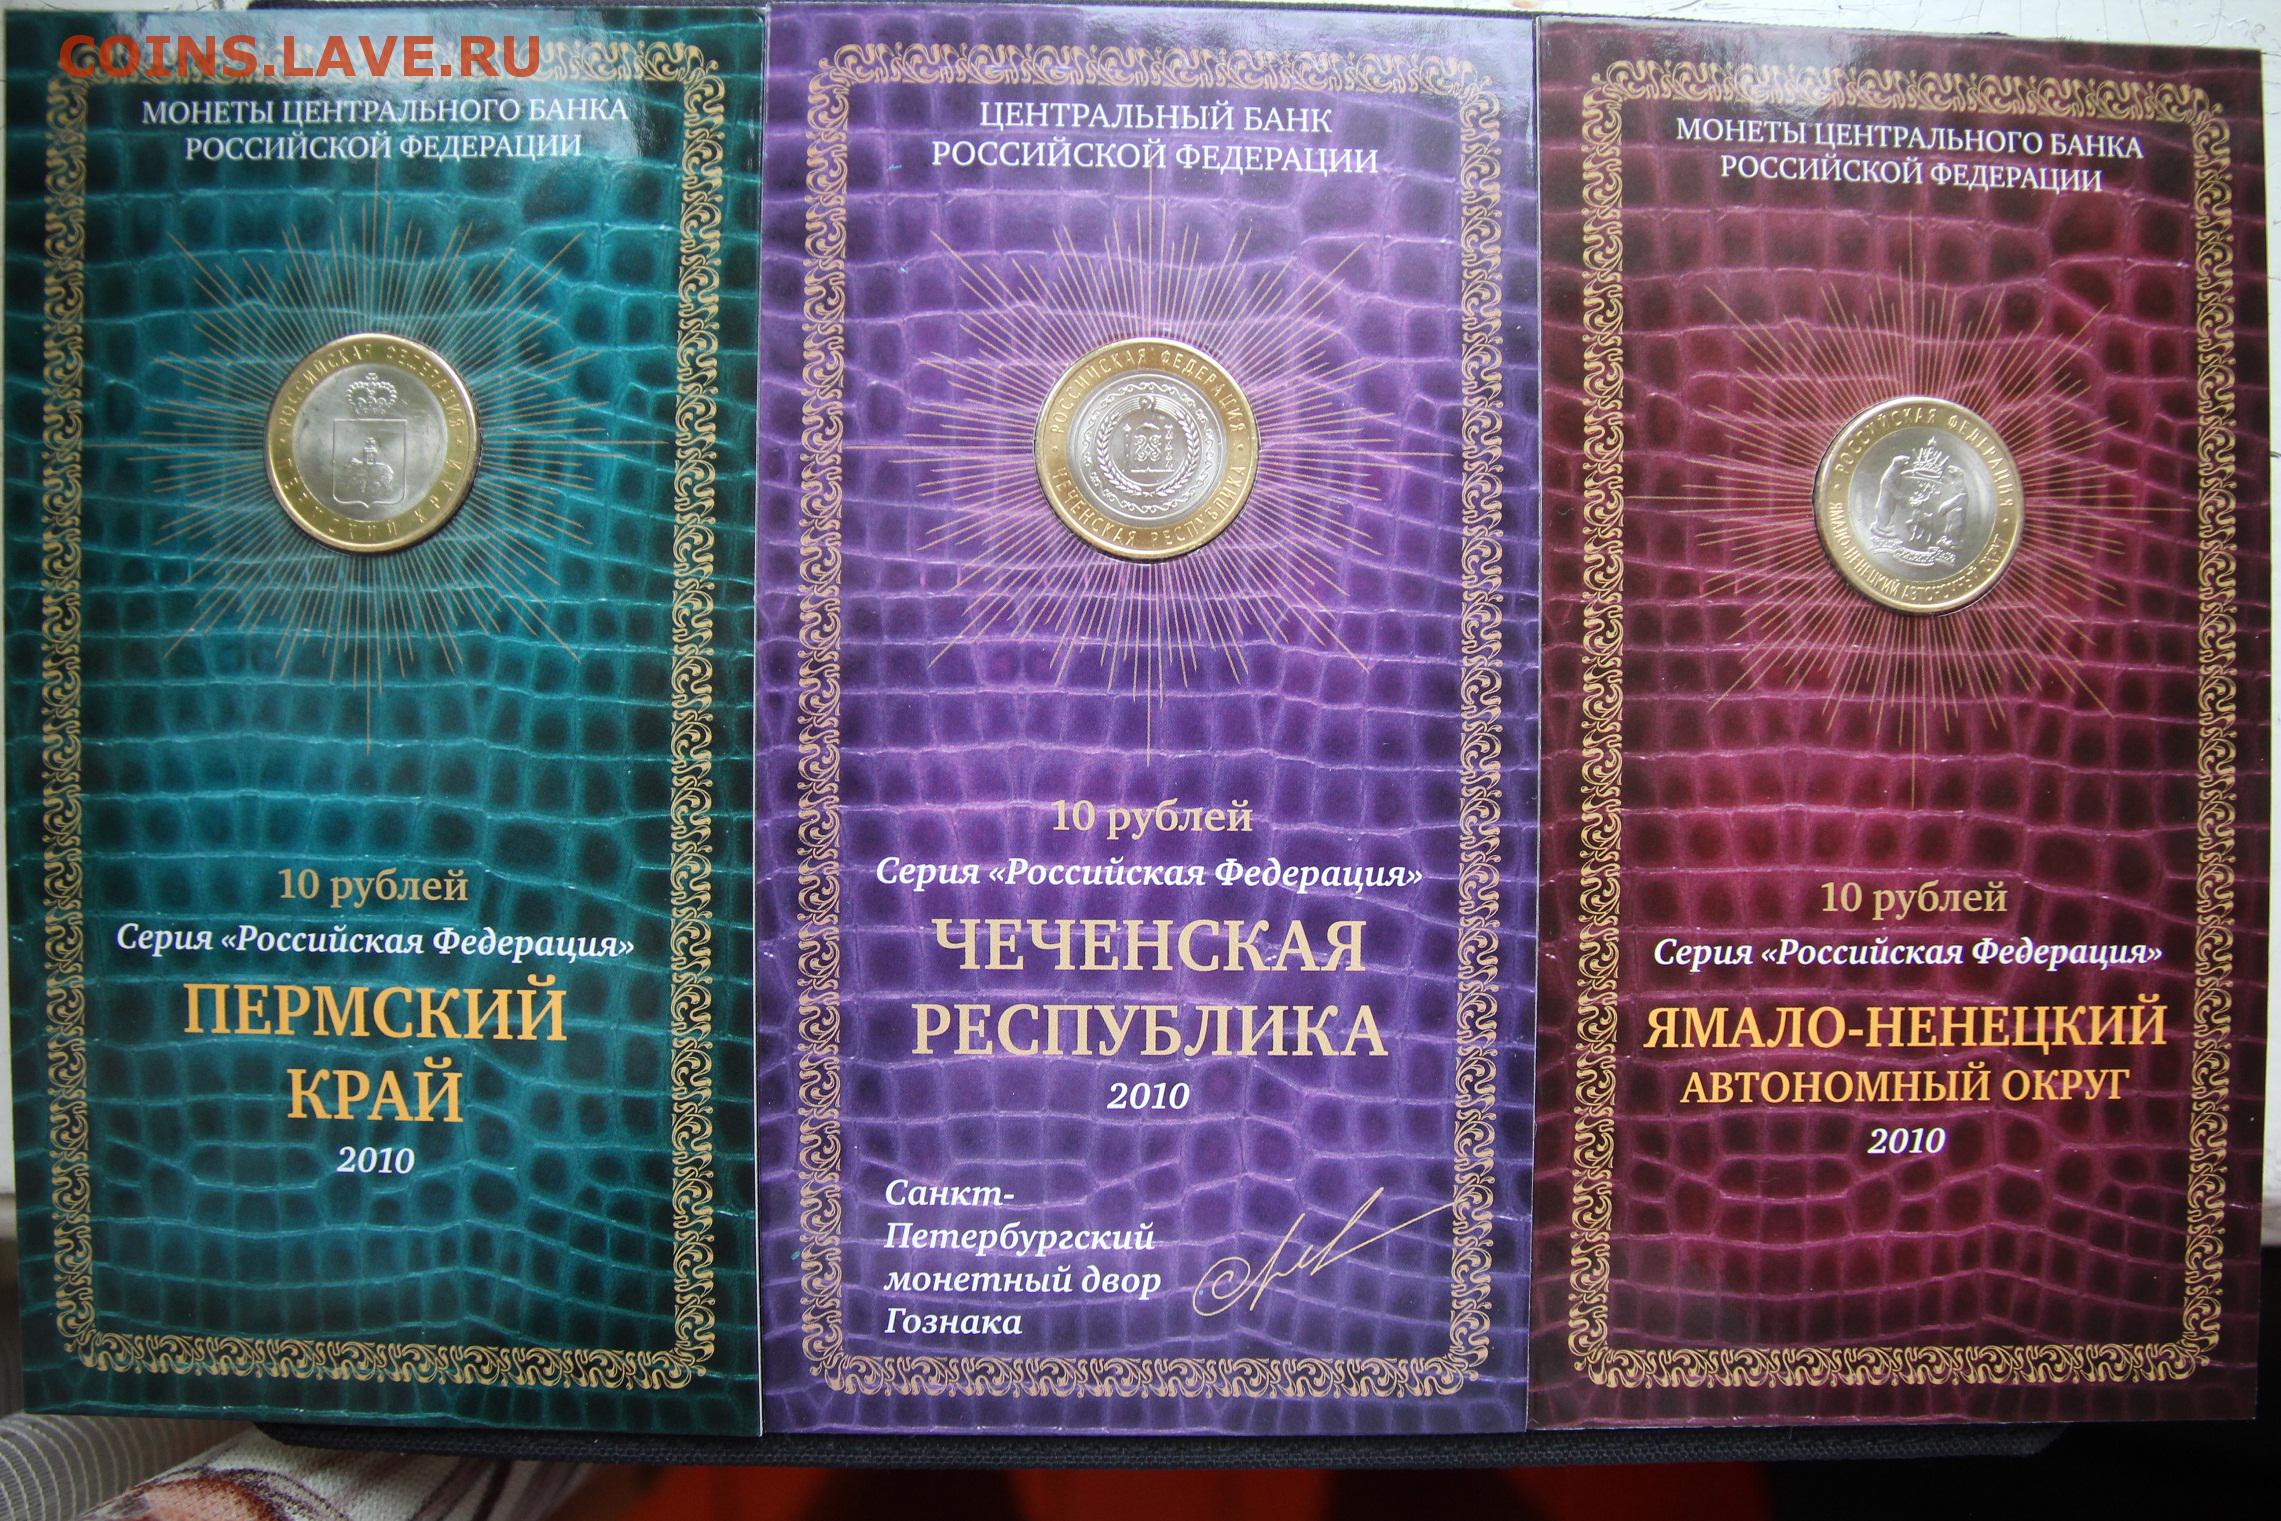 COINS.LAVE.RU
МОНЕТЫ ЦЕНТРАЛЬНОГО БАНКА
РОССИЙСКОЙ ФЕДЕРАЦИИ
РОССИЙСКАЯ ФЕДЕРАЦИЯ
ПЕРМСКИЙ КРАЙ
10 рублей
Серия «Российская Федерация»
ПЕРМСКИЙ
КРАЙ
2010
ЦЕНТРАЛЬНЫЙ БАНК
РОССИЙСКОЙ ФЕДЕРАЦИИ
РОССИЙСКАЯ ФЕДЕРАЦИЯ
ЧЕЧЕНСКАЯ РЕСПУБЛИКА
10 рублей
Серия «Российская Федерация»
ЧЕЧЕНСКАЯ
РЕСПУБЛИКА
2010
Санкт-
Петербургский
монетный двор
Гознака
МОНЕТЫ ЦЕНТРАЛЬНОГО БАНКА
РОССИЙСКОЙ ФЕДЕРАЦИИ
РОССИЙСКАЯ ФЕДЕРАЦИЯ
ЯМАЛО-НЕНЕЦКИЙ АВТОНОМНЫЙ ОКРУГ
10 рублей
Серия «Российская Федерация»
ЯМАЛО-НЕНЕЦКИЙ
АВТОНОМНЫЙ ОКРУГ
2010